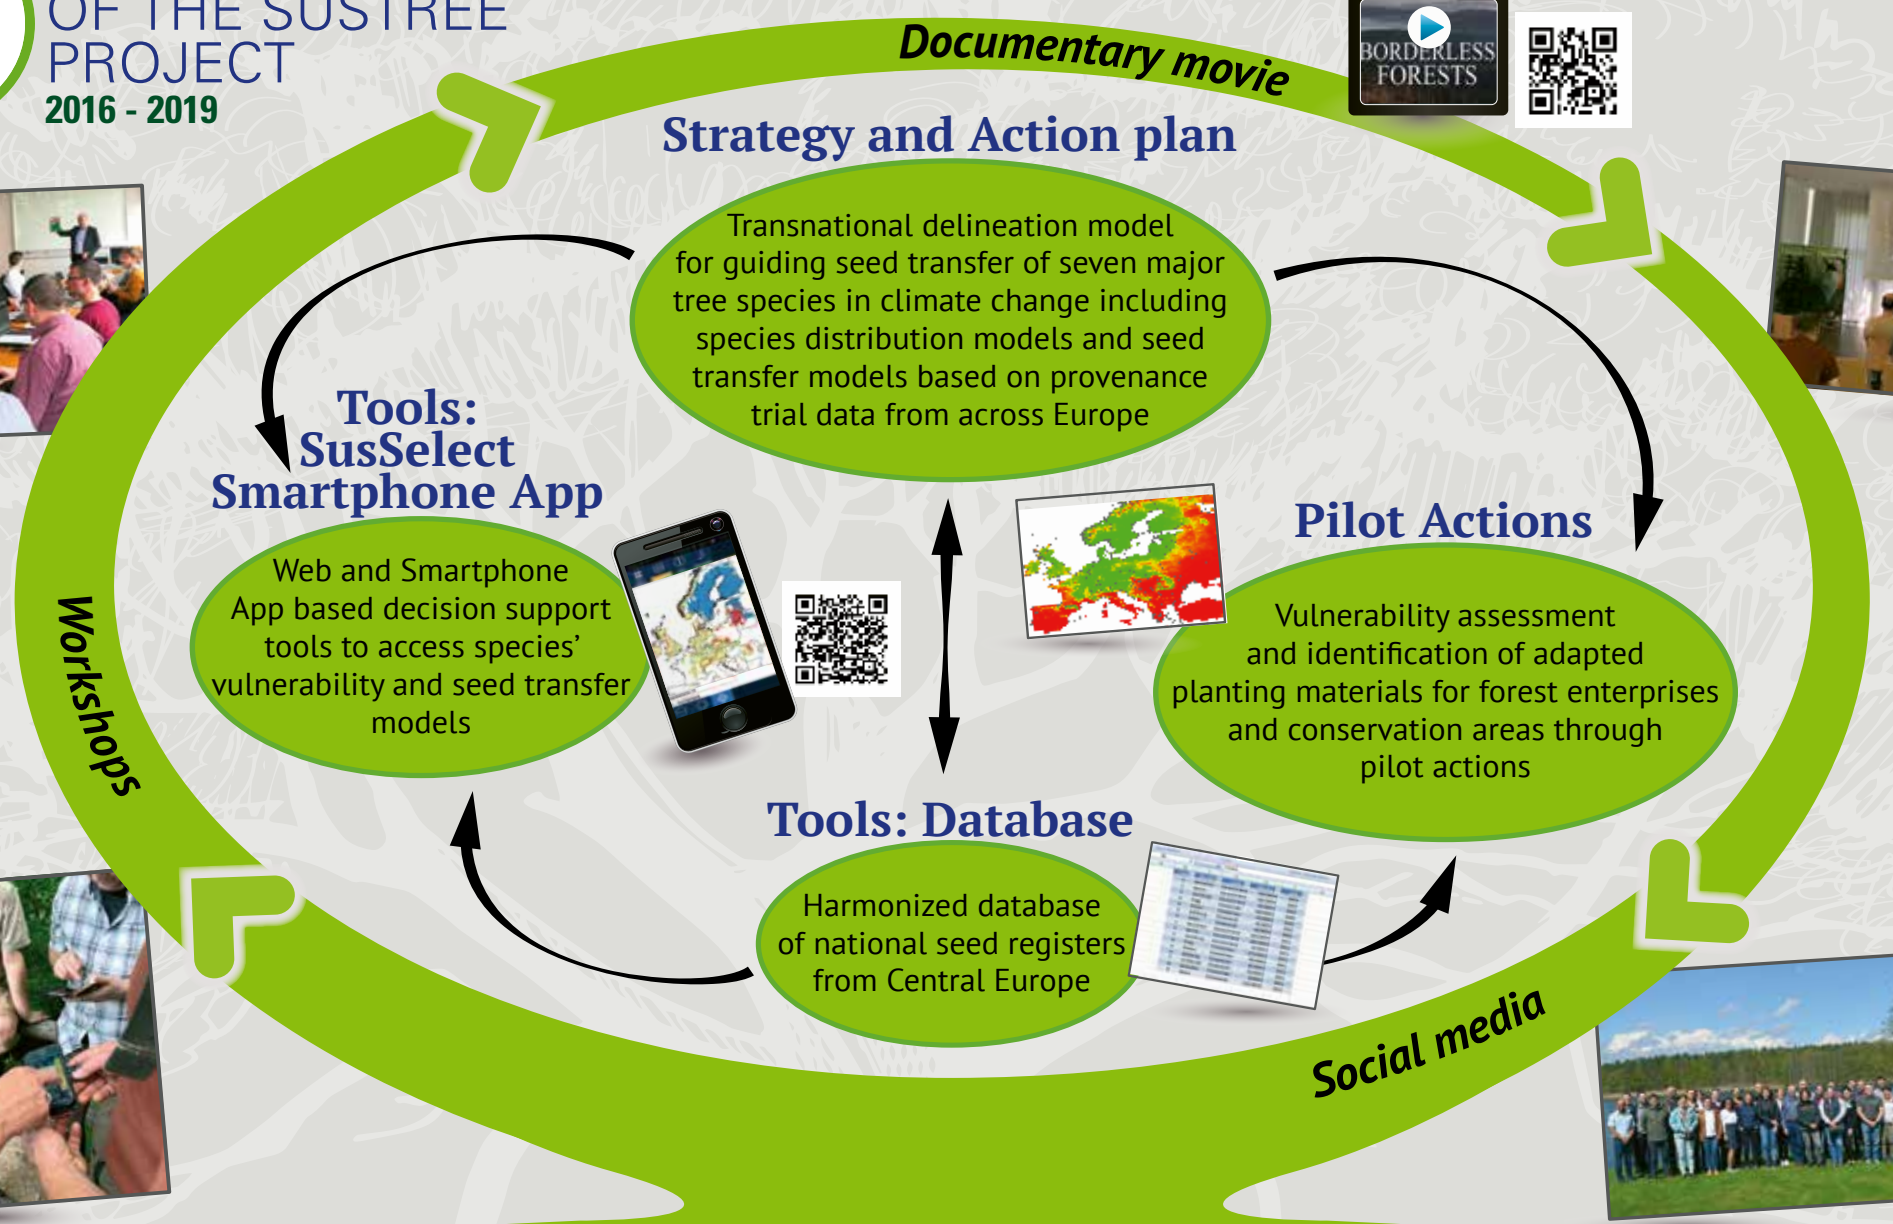 OF THE SUSTREE
PROJECT
2016 - 2019
Documentary movie
BORDERLESS
FORESTS
Strategy and Action plan
Transnational delineation model
for guiding seed transfer of seven major
tree species in climate change including
species distribution models and seed
transfer models based on provenance
trial data from across Europe
Tools:
SusSelect
Smartphone App
Web and Smartphone
App based decision support
tools to access species’
vulnerability and seed transfer
models
Pilot Actions
Vulnerability assessment
and identification of adapted
planting materials for forest enterprises
and conservation areas through
pilot actions
Tools: Database
Harmonized database
of national seed registers
from Central Europe
Workshops
Social media